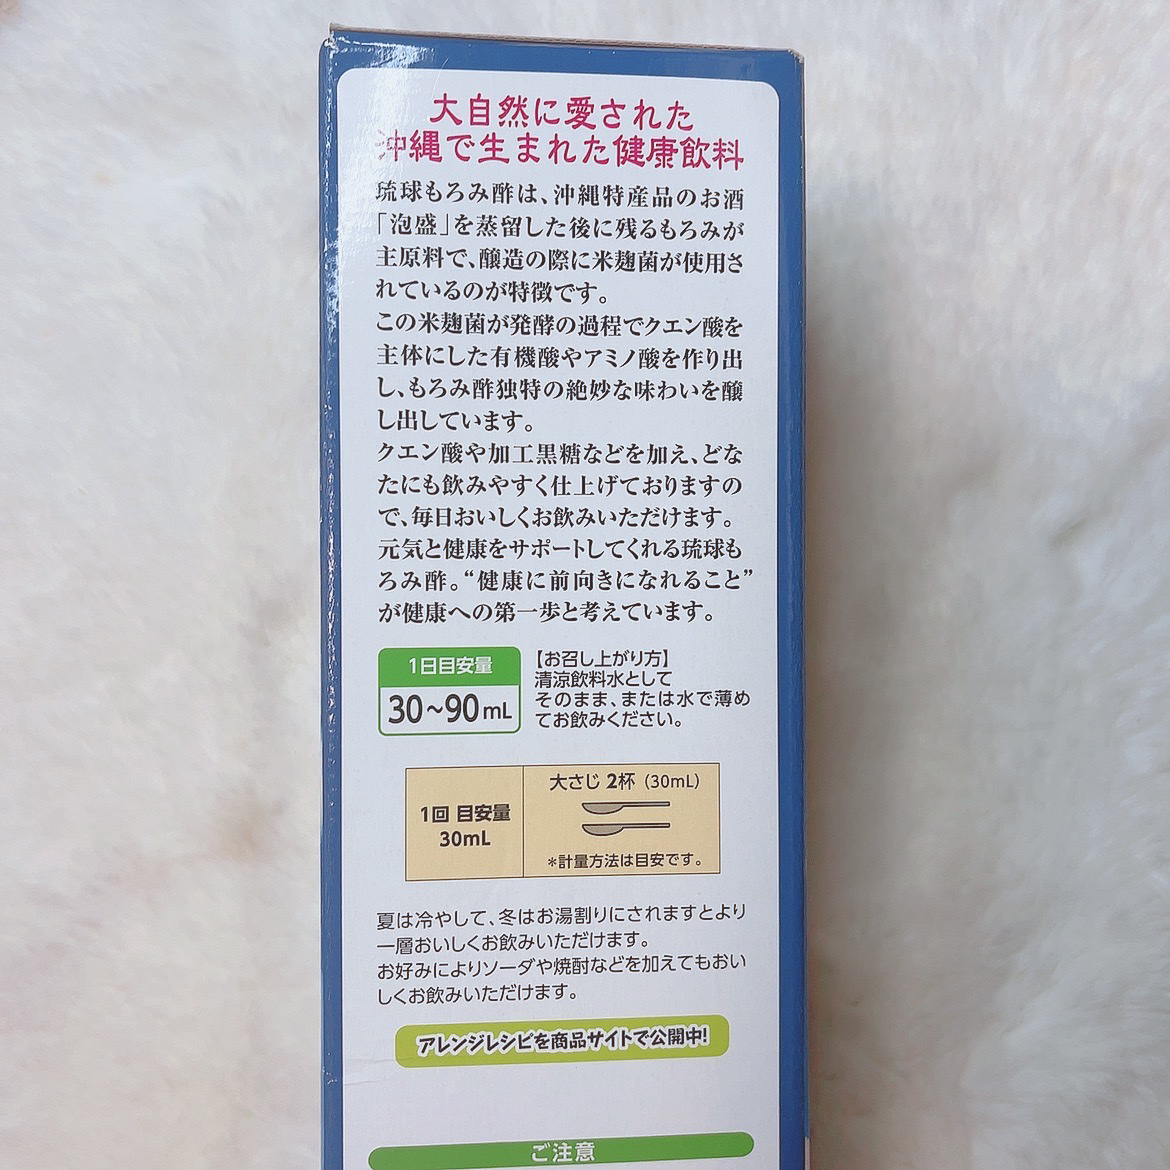 大自然に愛された
沖縄で生まれた健康飲料
琉球もろみ酢は、沖縄特産品のお酒
「泡盛」を蒸留した後に残るもろみが
主原料で、醸造の際に米麹菌が使用さ
れているのが特徴です。
この米麹菌が発酵の過程でクエン酸を
主体にした有機酸やアミノ酸を作り出
し、もろみ酢独特の絶妙な味わいを醸
し出しています。
クエン酸や加工黒糖などを加え、どな
たにも飲みやすく仕上げておりますの
で、毎日おいしくお飲みいただけます。
元気と健康をサポートしてくれる琉球も
ろみ酢。“健康に前向きになれること”
が健康への第一歩と考えています。
1日目安量
30~90mL
【お召し上がり方】
清涼飲料水として
そのまま、または水で薄め
てお飲みください。
1回 目安量
30mL
大さじ 2杯（30mL）
＊計量方法は目安です。
夏は冷やして、冬はお湯割りにされますとより
一層おいしくお飲みいただけます。
お好みによりソーダや焼酎などを加えてもおい
しくお飲みいただけます。
アレンジレシピを商品サイトで公開中!
ご注意